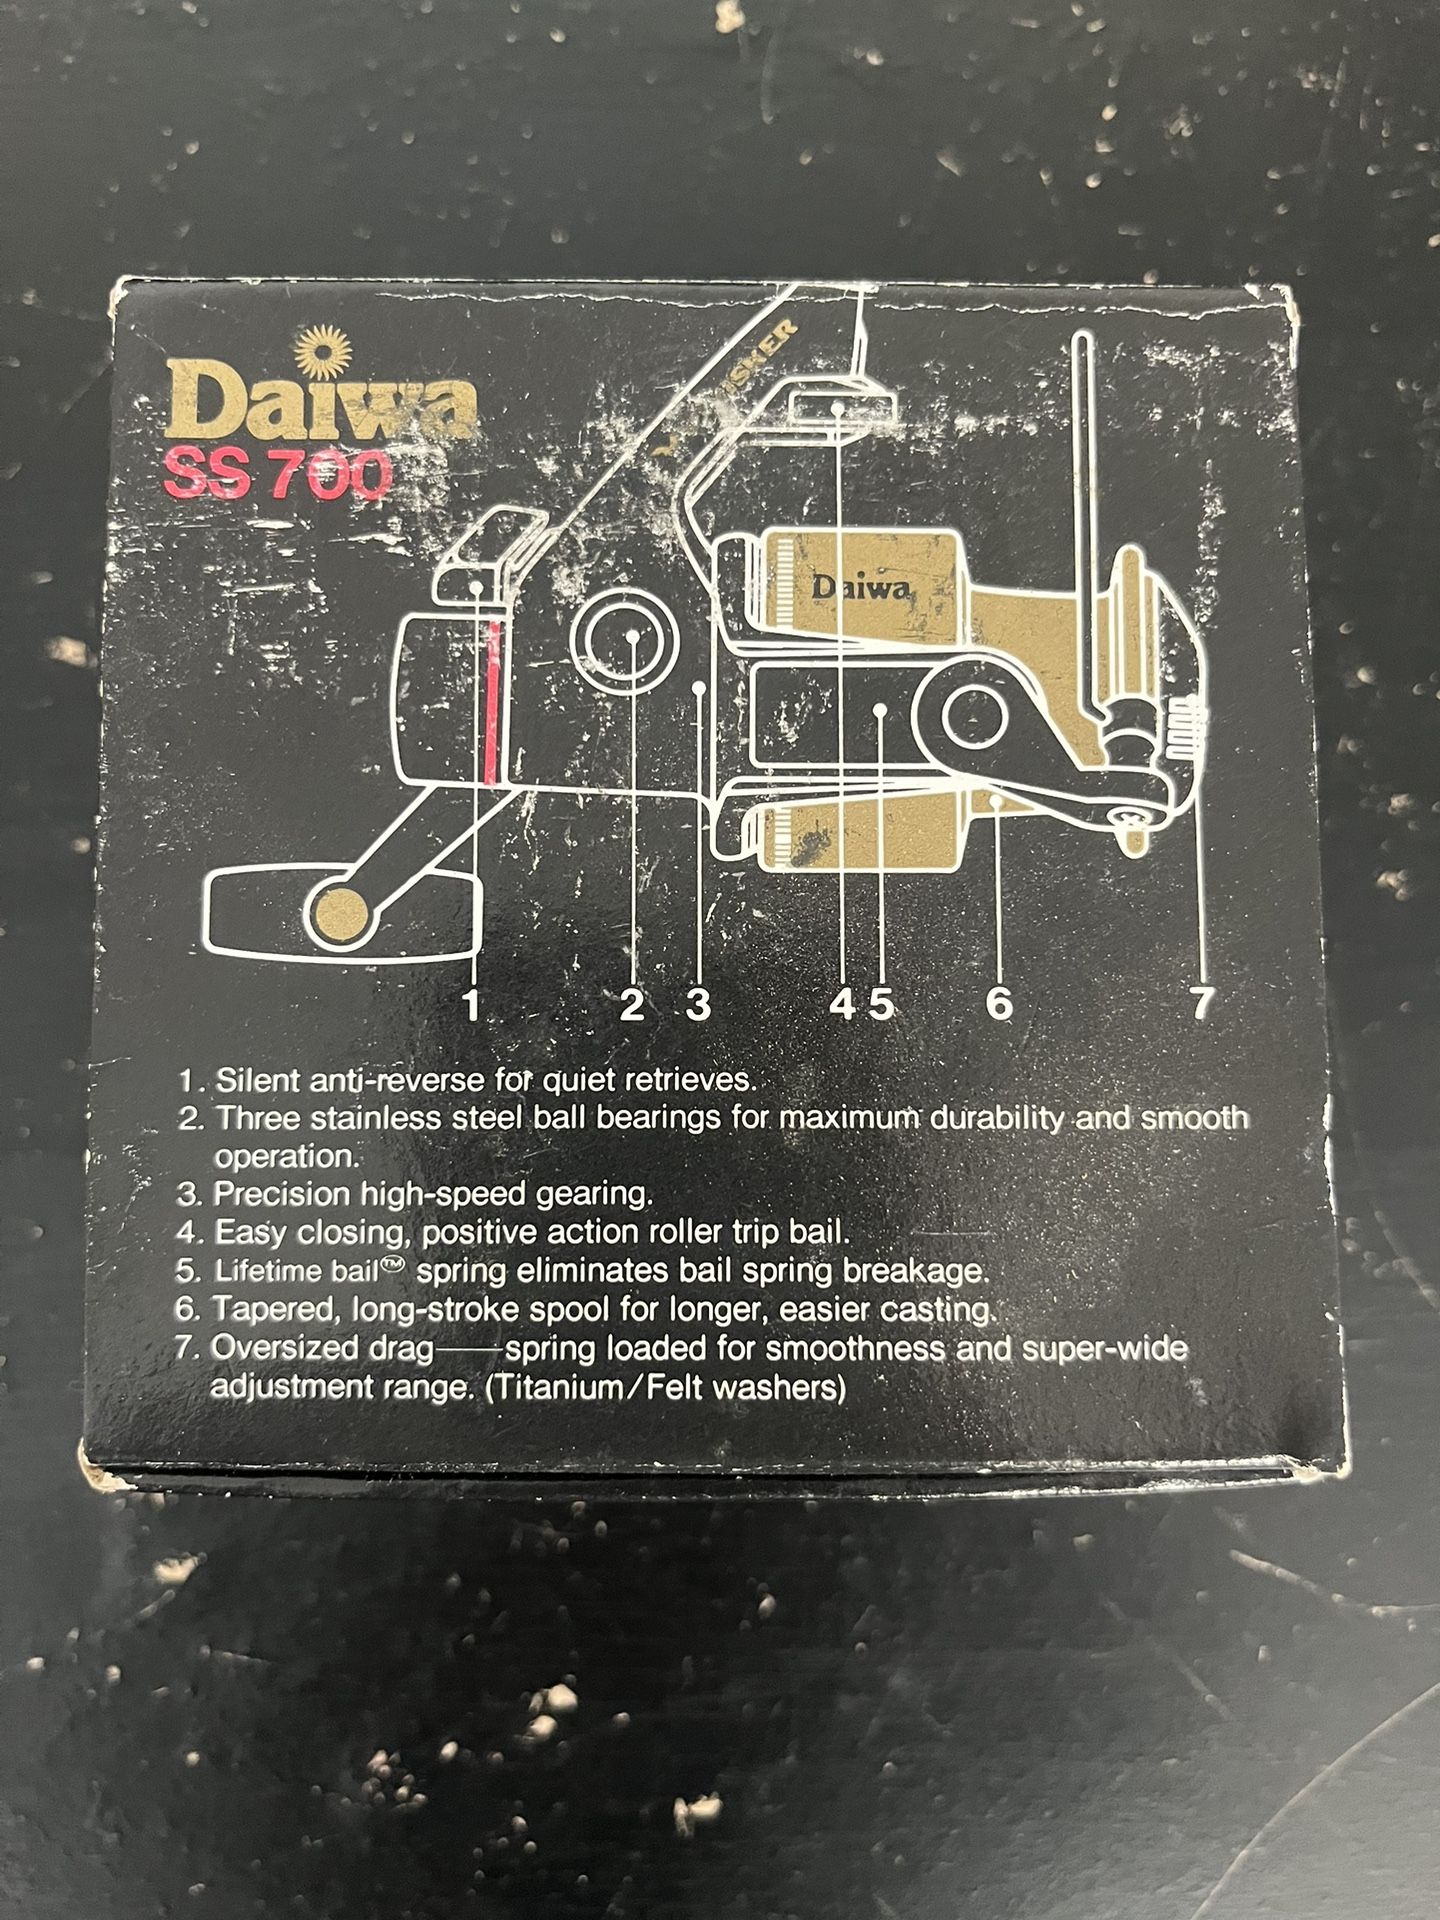 Daiwa
SS 700
Daiwa
1 2 3 4 5 6 7
1. Silent anti-reverse for quiet retrieves.
2. Three stainless steel ball bearings for maximum durability and smooth
operation.
3. Precision high-speed gearing.
4. Easy closing, positive action roller trip bail.
5. Lifetime bail™ spring eliminates bail spring breakage.
6. Tapered, long-stroke spool for longer, easier casting.
7. Oversized drag——spring loaded for smoothness and super-wide
adjustment range. (Titanium/Felt washers)